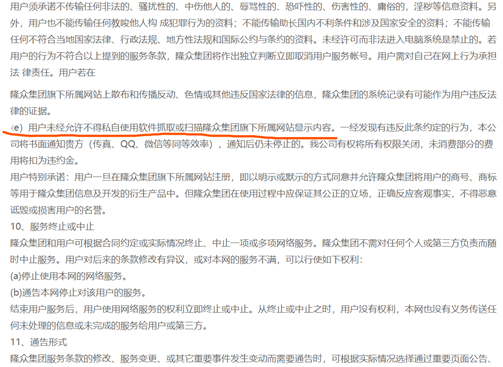 用户须承诺不传输任何非法的、骚扰性的、中伤他人的、辱骂性的、恐吓性的、伤害性的、庸俗的，淫秽等信息资料。另
外，用户也不能传输任何教唆他人构 成犯罪行为的资料；不能传输助长国内不利条件和涉及国家安全的资料；不能传输
任何不符合当地国家法律、行政法规、地方性法规和国际公约与条约的资料。未经许可而非法进入电脑系统是禁止的。若
用户的行为不符合以上提到的服务条款，隆众集团将作出独立判断立即取消用户服务帐号。用户需对自己在网上行为承担
法 律责任。用户若在
隆众集团旗下所属网站上散布和传播反动、色情或其他违反国家法律的信息，隆众集团的系统记录有可能作为用户违反法
律的证据。
(e）用户未经允许不得私自使用软件抓取或扫描隆众集团旗下所属网站显示内容。一经发现有违反此条约定的行为，本公
司将书面通知贵方（传真、QQ、微信等同等效率），通知后仍未停止的。我公司有权将所有权限关闭，未消费部分的费
用将扣为违约金。
用户特别承诺：用户一旦在隆众集团旗下所属网站注册，即以明示或默示的方式同意并允许隆众集团将用户的商号、商标
等用于隆众集团信息及开发的衍生产品中。但隆众集团在使用过程中应保证其公正的立场，正确反应客观事实，不得恶意
诋毁或损害用户的名誉。
10、服务终止或中止
隆众集团和用户可根据合同约定或实际情况终止、中止一项或多项网络服务。隆众集团不需对任何个人或第三方负责而随
时中止服务。用户对后来的条款修改有异议，或对本网的服务不满，可以行使如下权利：
(a)停止使用本网的网络服务。
(b)通告本网停止对该用户的服务。
结束用户服务后，用户使用网络服务的权利立即终止或中止。从终止或中止之时，用户没有权利，本网也没有义务传送任
何未处理的信息或未完成的服务给用户或第三方。
11、通告形式
隆众集团服务条款的修改、服务变更、或其它重要事件发生变动而需要通告时，可根据实际情况选择通过重要页面公告、